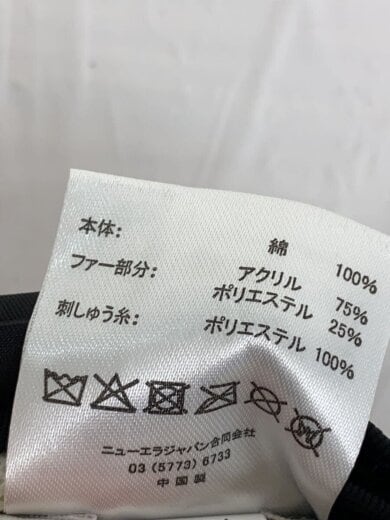 本体: 綿 100%
ファー部分: アクリル 75%
ポリエステル 25%
刺しゅう糸: ポリエステル 100%
ニューエラジャパン合同会社
03 (5773) 6733
中国製